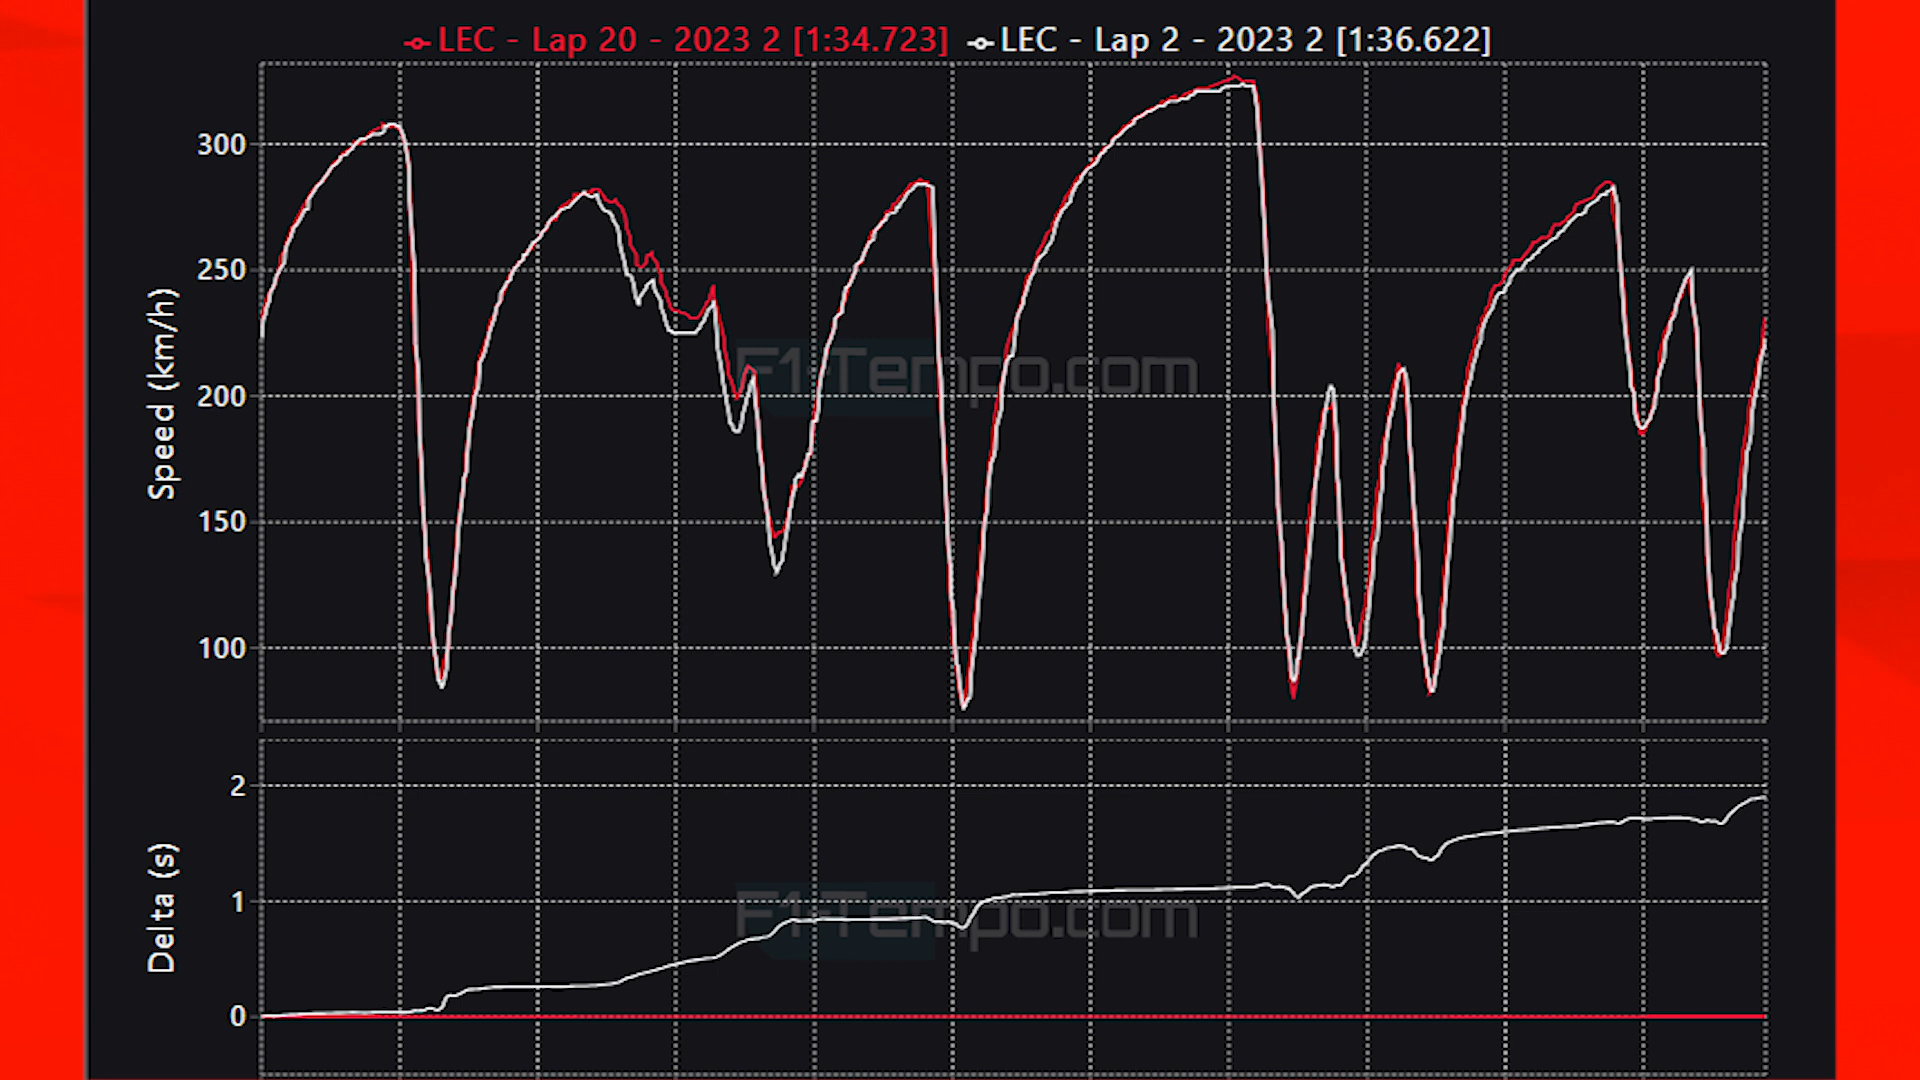 LEC - Lap 20 - 2023 2 [1:34.723] LEC - Lap 2 - 2023 2 [1:36.622]
300
250
200
150
100
Speed (km/h)
F1-Tempo.com
2
1
0
Delta (s)
F1-Tempo.com